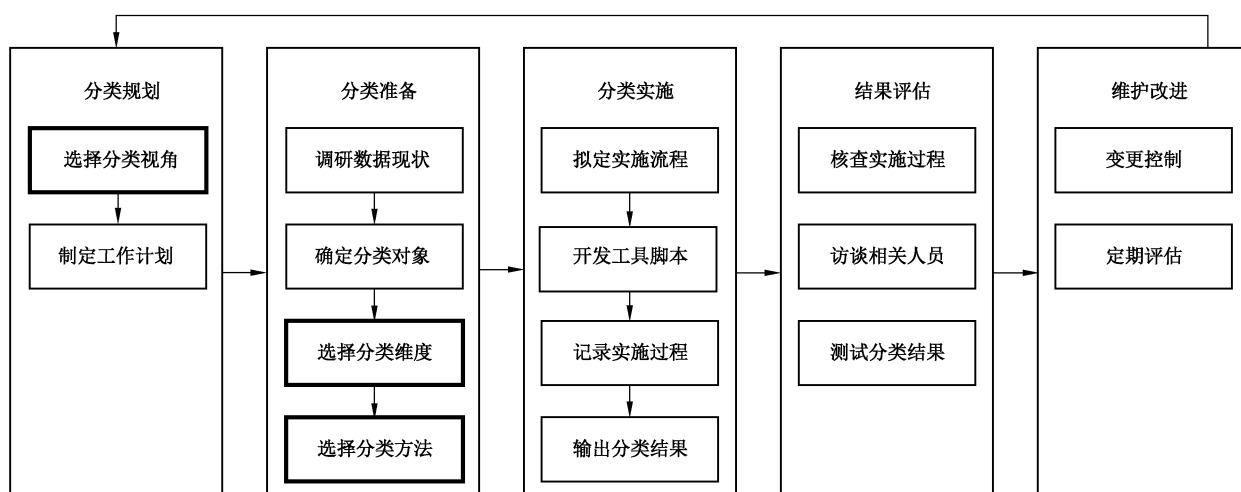 分类规划
选择分类视角
制定工作计划
分类准备
调研数据现状
确定分类对象
选择分类维度
选择分类方法
分类实施
拟定实施流程
开发工具脚本
记录实施过程
输出分类结果
结果评估
核查实施过程
访谈相关人员
测试分类结果
维护改进
变更控制
定期评估